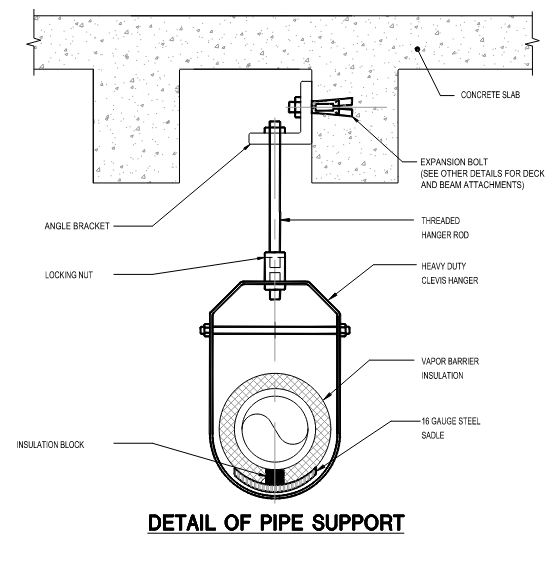 CONCRETE SLAB
EXPANSION BOLT
(SEE OTHER DETAILS FOR DECK
AND BEAM ATTACHMENTS)
ANGLE BRACKET
THREADED
HANGER ROD
LOCKING NUT
HEAVY DUTY
CLEVIS HANGER
VAPOR BARRIER
INSULATION
16 GAUGE STEEL
SADLE
INSULATION BLOCK
DETAIL OF PIPE SUPPORT